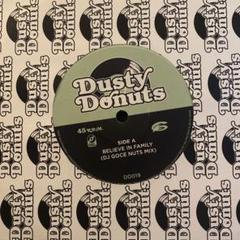 Dusty
Donuts
45 R.P.M.
SIDE A
BELIEVE IN FAMILY
(DJ GOCE NUTS MIX)
DD019